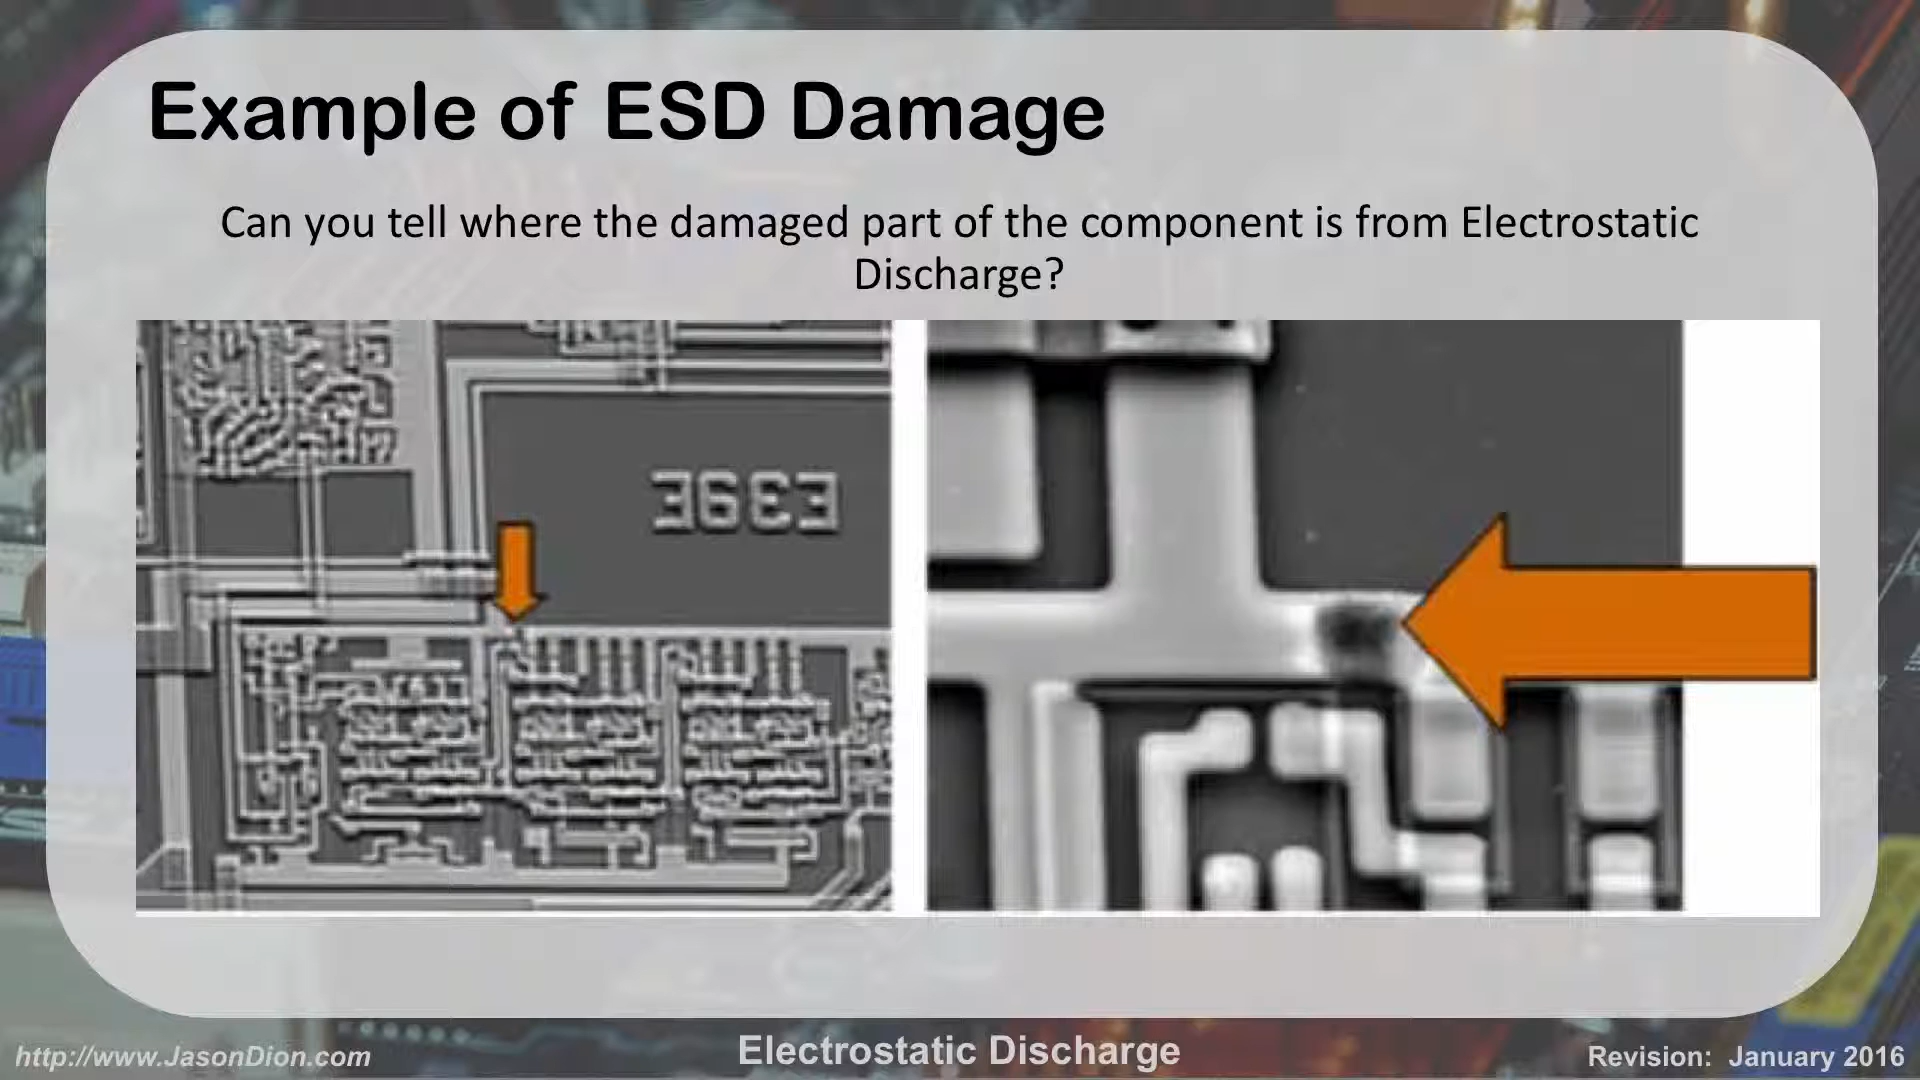 Example of ESD Damage
Can you tell where the damaged part of the component is from Electrostatic
Discharge?
E39E
http://www.JasonDion.com
Electrostatic Discharge
Revision: January 2016